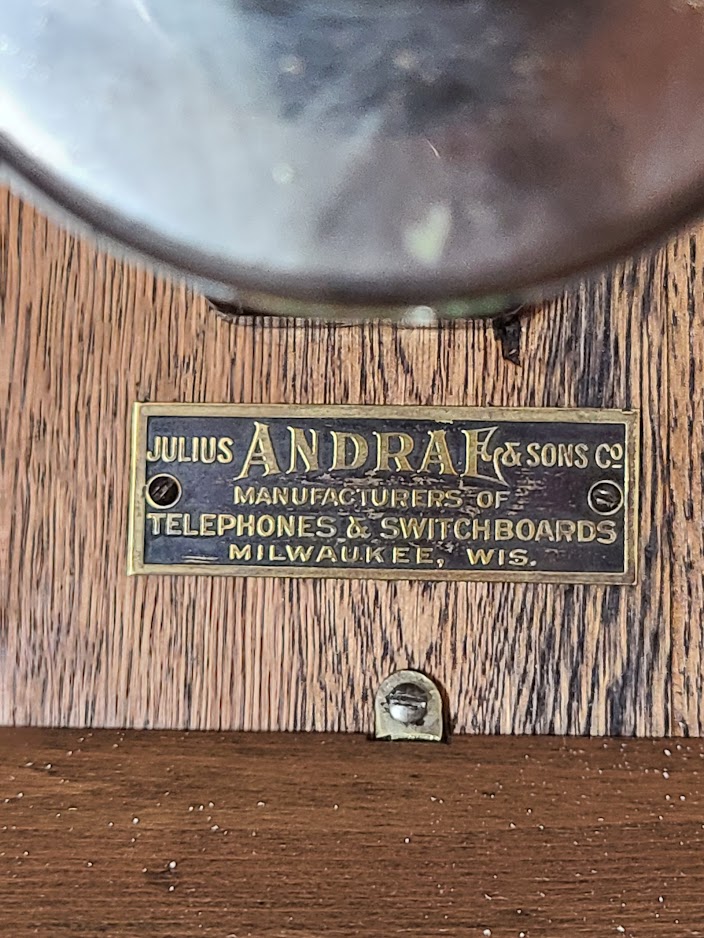 JULIUS ANDRAE & SONS CO
MANUFACTURERS OF
TELEPHONES & SWITCHBOARDS
MILWAUKEE, WIS.